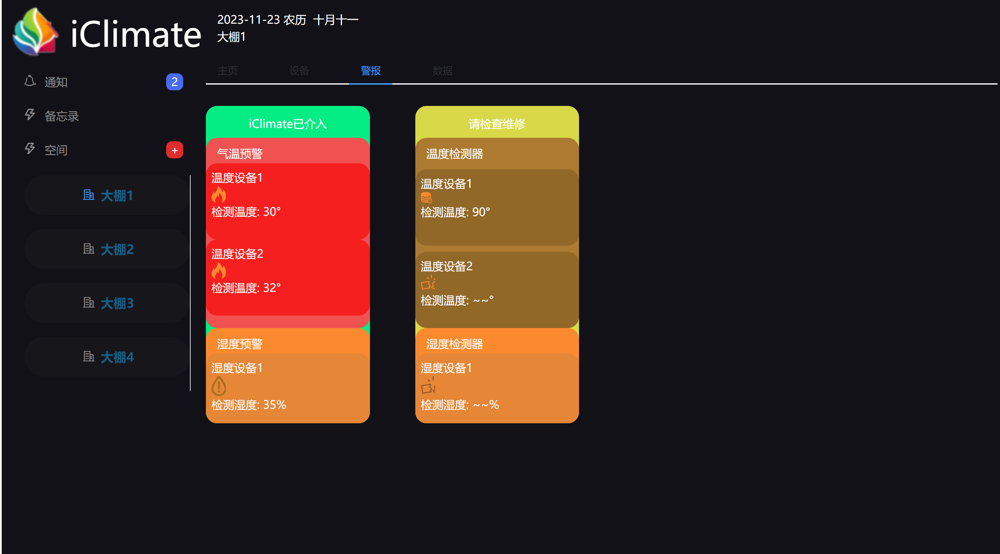 iClimate
2023-11-23 农历 十月十一
大棚1
通知 2
备忘录
空间 +
大棚1
大棚2
大棚3
大棚4
主页 设备 警报 数据
iClimate已介入
气温预警
温度设备1
检测温度: 30°
温度设备2
检测温度: 32°
湿度预警
湿度设备1
检测湿度: 35%
请检查维修
温度检测器
温度设备1
检测温度: 90°
温度设备2
检测温度: ~~°
湿度检测器
湿度设备1
检测湿度: ~~%